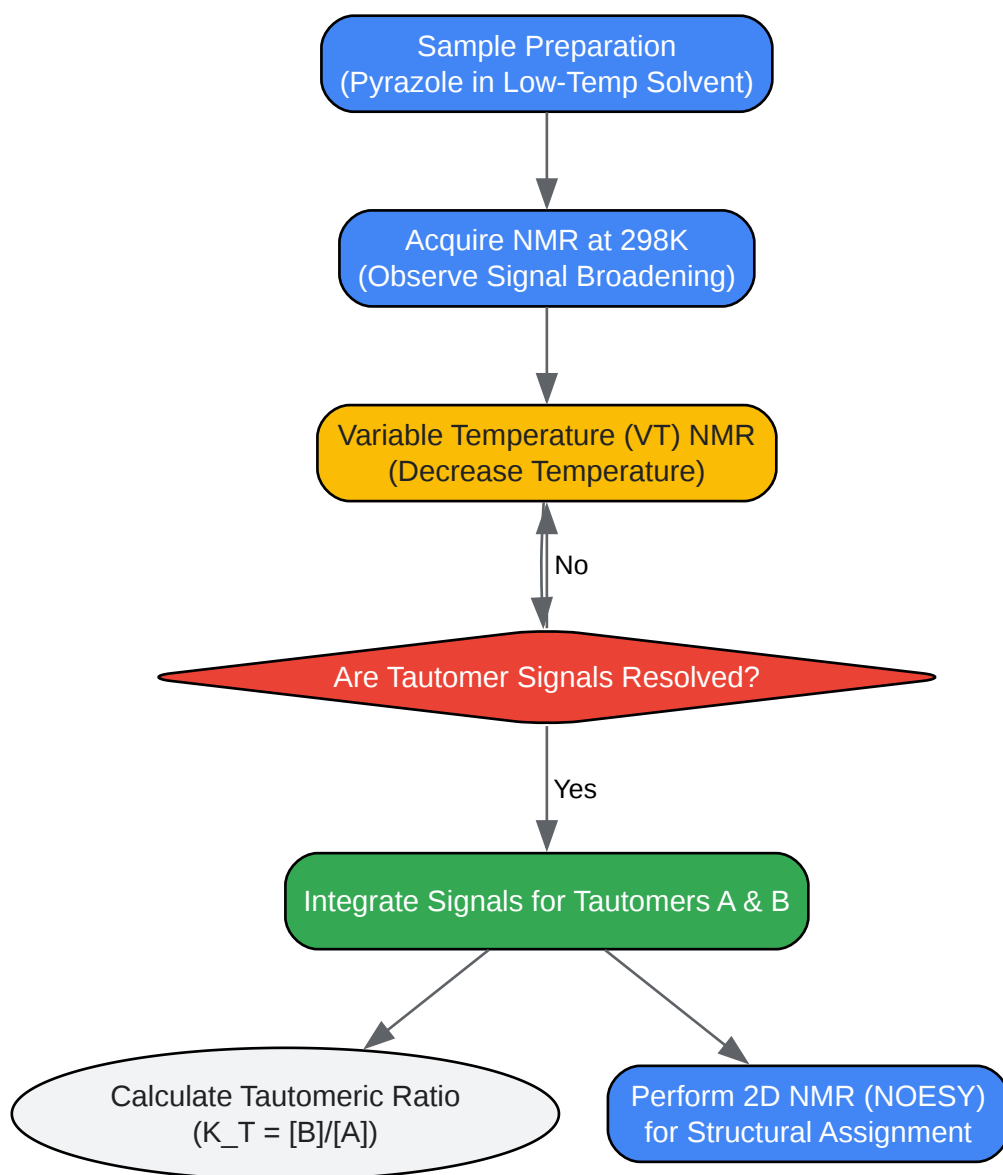 Sample Preparation
(Pyrazole in Low-Temp Solvent)
Acquire NMR at 298K
(Observe Signal Broadening)
Variable Temperature (VT) NMR
(Decrease Temperature)
No
Are Tautomer Signals Resolved?
Yes
Integrate Signals for Tautomers A & B
Calculate Tautomeric Ratio
(K_T = [B]/[A])
Perform 2D NMR (NOESY)
for Structural Assignment